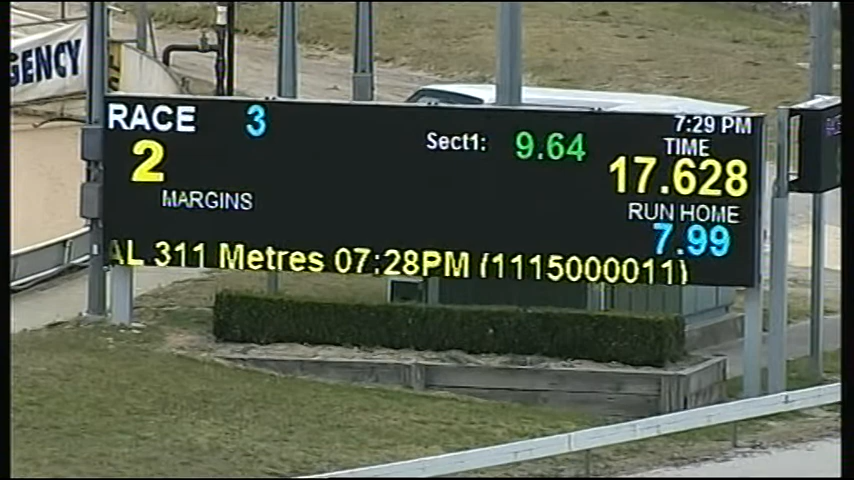 GENCY
RACE 3
7:29 PM
Sect1: 9.64
TIME
2
17.628
MARGINS
RUN HOME
7.99
AL 311 Metres 07:28PM (1115000011)